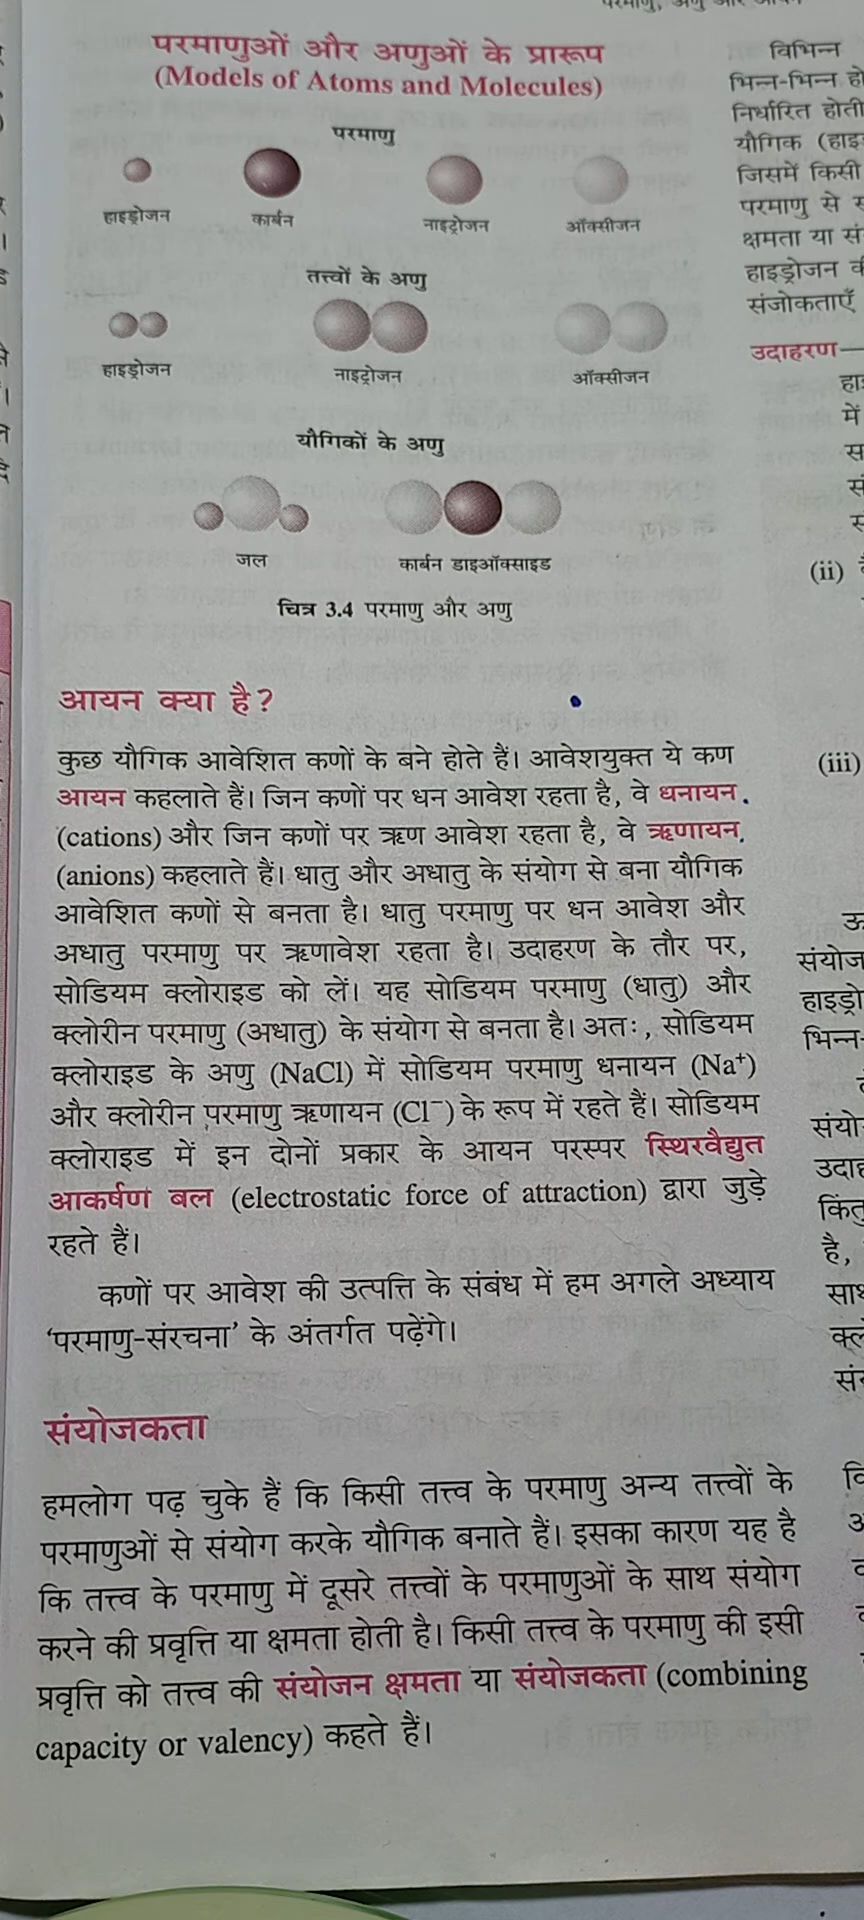 परमाणुओं और अणुओं के प्रारूप
(Models of Atoms and Molecules)
परमाणु
हाइड्रोजन कार्बन नाइट्रोजन ऑक्सीजन
तत्त्वों के अणु
हाइड्रोजन नाइट्रोजन ऑक्सीजन
यौगिकों के अणु
जल कार्बन डाइऑक्साइड
चित्र 3.4 परमाणु और अणु
आयन क्या है?
कुछ यौगिक आवेशित कणों के बने होते हैं। आवेशयुक्त ये कण
आयन कहलाते हैं। जिन कणों पर धन आवेश रहता है, वे धनायन
(cations) और जिन कणों पर ऋण आवेश रहता है, वे ऋणायन
(anions) कहलाते हैं। धातु और अधातु के संयोग से बना यौगिक
आवेशित कणों से बनता है। धातु परमाणु पर धन आवेश और
अधातु परमाणु पर ऋणावेश रहता है। उदाहरण के तौर पर,
सोडियम क्लोराइड को लें। यह सोडियम परमाणु (धातु) और
क्लोरीन परमाणु (अधातु) के संयोग से बनता है। अतः, सोडियम
क्लोराइड के अणु (NaCl) में सोडियम परमाणु धनायन (Na⁺)
और क्लोरीन परमाणु ऋणायन (Cl⁻) के रूप में रहते हैं। सोडियम
क्लोराइड में इन दोनों प्रकार के आयन परस्पर स्थिरवैद्युत
आकर्षण बल (electrostatic force of attraction) द्वारा जुड़े
रहते हैं।
कणों पर आवेश की उत्पत्ति के संबंध में हम अगले अध्याय
‘परमाणु-संरचना’ के अंतर्गत पढ़ेंगे।
संयोजकता
हमलोग पढ़ चुके हैं कि किसी तत्त्व के परमाणु अन्य तत्त्वों के
परमाणुओं से संयोग करके यौगिक बनाते हैं। इसका कारण यह है
कि तत्त्व के परमाणु में दूसरे तत्त्वों के परमाणुओं के साथ संयोग
करने की प्रवृत्ति या क्षमता होती है। किसी तत्त्व के परमाणु की इसी
प्रवृत्ति को तत्त्व की संयोजन क्षमता या संयोजकता (combining
capacity or valency) कहते हैं।
विभिन्न
भिन्न-भिन्न
निर्धारित होती
यौगिक
जिसमें किसी
परमाणु से
क्षमता या
हाइड्रोजन
संजोकताएँ
उदाहरण—
में
(ii)
(iii)
है,